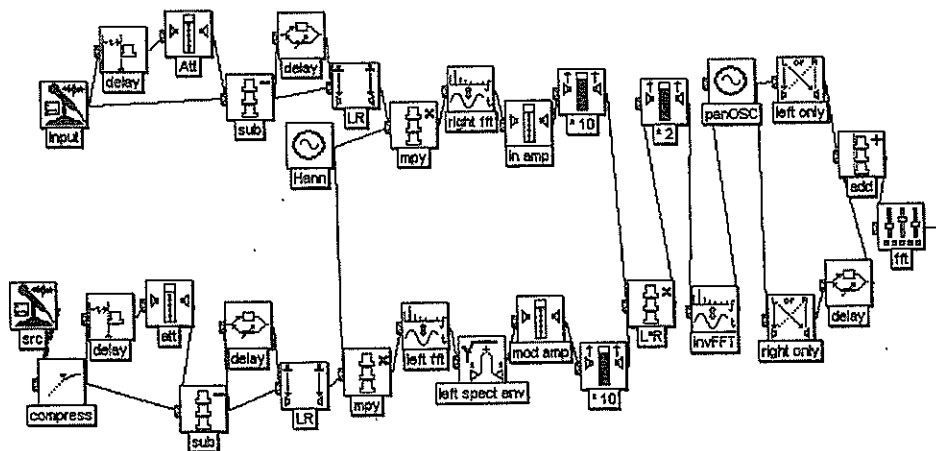 input
delay
Att
sub
delay
LR
Hann
mpy
right fft
in amp
* 10
* 2
panOSC
left only
add
fft
src
compress
delay
att
sub
delay
LR
mpy
left fft
left spect env
mod amp
* 10
L*R
invFFT
right only
delay